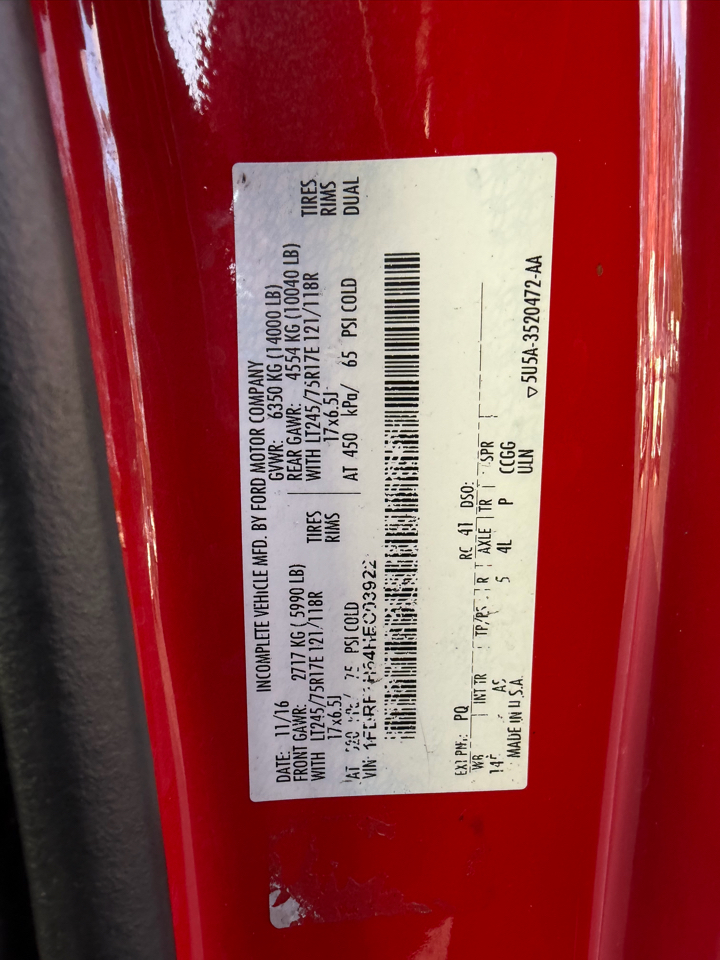 INCOMPLETE VEHICLE MFD. BY FORD MOTOR COMPANY
DATE: 11/16 GVWR: 6350 KG (14000 LB)
FRONT GAWR: 2717 KG (5990 LB) REAR GAWR: 4554 KG (10040 LB)
WITH LT245/75R17E 121/118R TIRES WITH LT245/75R17E 121/118R TIRES
17x6.5J RIMS 17x6.5J RIMS
AT 75 PSI COLD AT 450 kPa/ 65 PSI COLD DUAL
VIN:
EXT PNT: PQ RC 41 DSO:
WB INT TR TP/PS R AXLE TR SPR
AS 5 4L P CCGG
MADE IN U.S.A. ULN
5U5A-3520472-AA